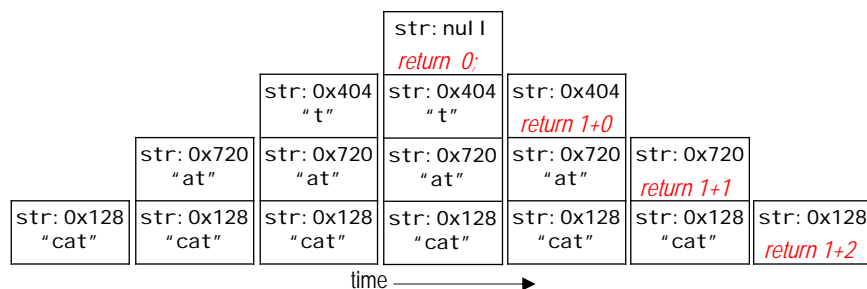 str: null
return 0;
str: 0x404
"t"
str: 0x404
"t"
str: 0x404
return 1+0
str: 0x720
"at"
str: 0x720
"at"
str: 0x720
"at"
str: 0x720
"at"
str: 0x720
return 1+1
str: 0x128
"cat"
str: 0x128
"cat"
str: 0x128
"cat"
str: 0x128
"cat"
str: 0x128
"cat"
str: 0x128
"cat"
str: 0x128
return 1+2
time